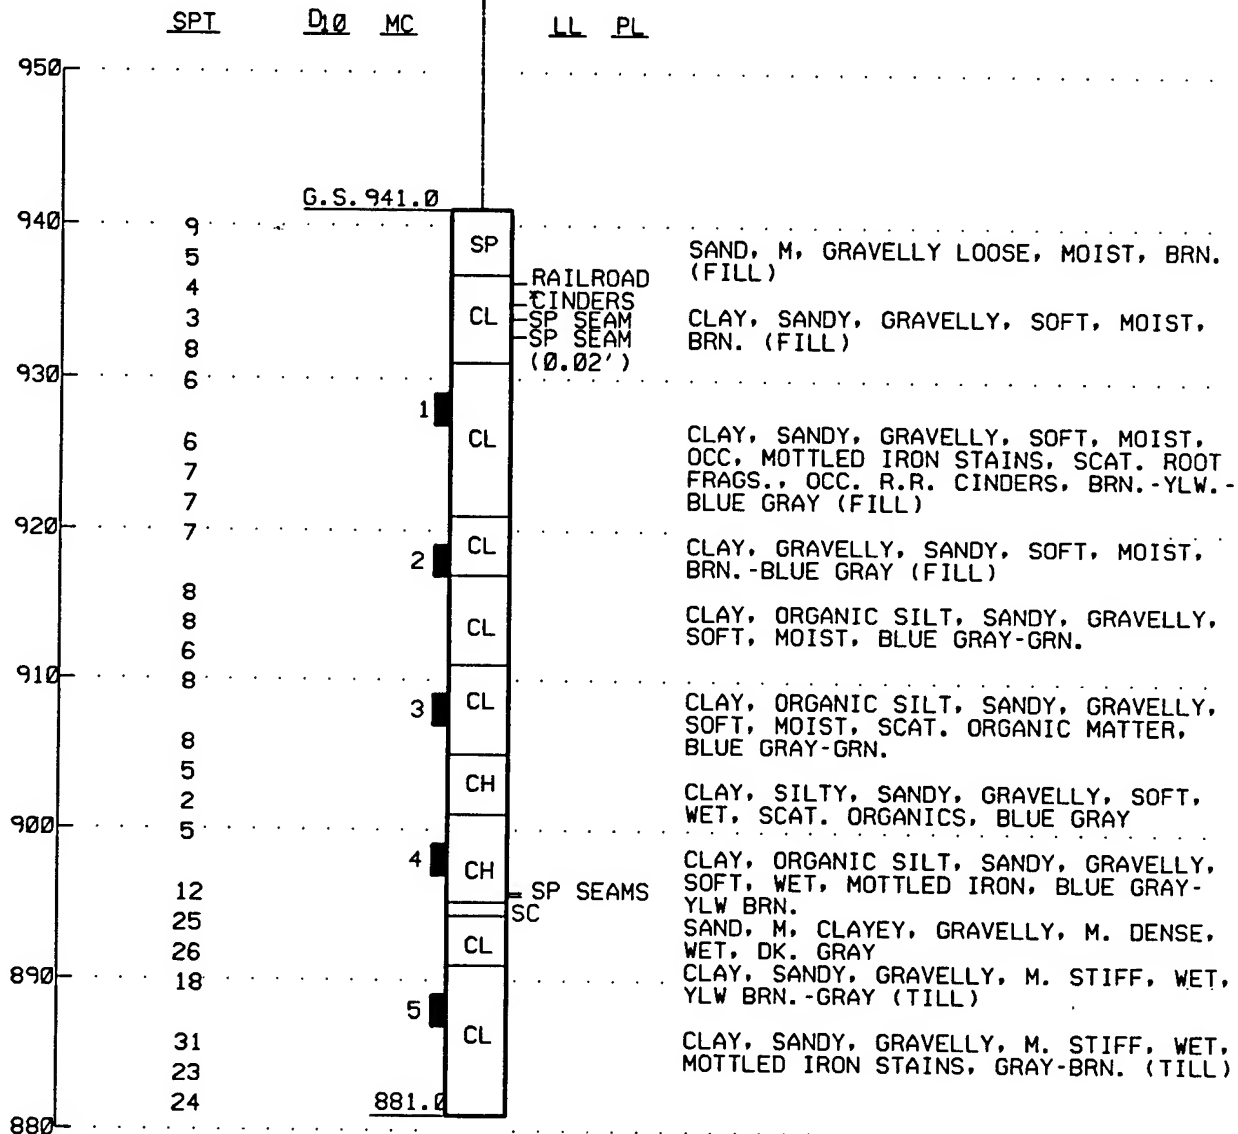 SPT D10 MC LL PL
950
G.S. 941.0
940
9
SP
SAND, M, GRAVELLY LOOSE, MOIST, BRN.
(FILL)
5
4
RAILROAD
CINDERS
3
CL
SP SEAM
CLAY, SANDY, GRAVELLY, SOFT, MOIST,
BRN. (FILL)
8
SP SEAM
(0.02')
930
6
1
6
CL
CLAY, SANDY, GRAVELLY, SOFT, MOIST,
OCC, MOTTLED IRON STAINS, SCAT. ROOT
FRAGS., OCC. R.R. CINDERS, BRN.-YLW.-
BLUE GRAY (FILL)
7
7
920
7
CL
2
CLAY, GRAVELLY, SANDY, SOFT, MOIST,
BRN.-BLUE GRAY (FILL)
8
8
CL
CLAY, ORGANIC SILT, SANDY, GRAVELLY,
SOFT, MOIST, BLUE GRAY-GRN.
6
910
8
3
CL
CLAY, ORGANIC SILT, SANDY, GRAVELLY,
SOFT, MOIST, SCAT. ORGANIC MATTER,
BLUE GRAY-GRN.
8
5
CH
2
CLAY, SILTY, SANDY, GRAVELLY, SOFT,
WET, SCAT. ORGANICS, BLUE GRAY
900
5
4
CH
CLAY, ORGANIC SILT, SANDY, GRAVELLY,
SOFT, WET, MOTTLED IRON, BLUE GRAY-
YLW BRN.
12
SP SEAMS
SC
25
SAND, M, CLAYEY, GRAVELLY, M. DENSE,
WET, DK. GRAY
26
CL
890
18
CLAY, SANDY, GRAVELLY, M. STIFF, WET,
YLW BRN.-GRAY (TILL)
5
CL
31
CLAY, SANDY, GRAVELLY, M. STIFF, WET,
MOTTLED IRON STAINS, GRAY-BRN. (TILL)
23
24
881.0
880